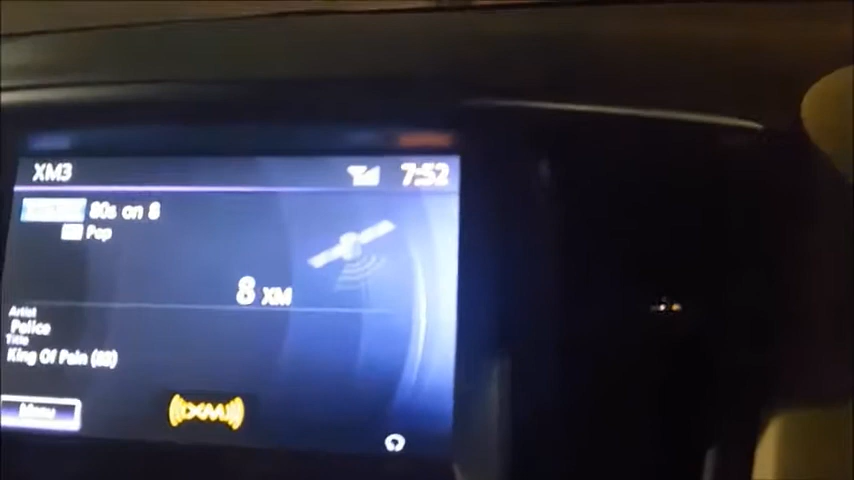 XM3 7:52
80s on 8
Pop
8 XM
Artist
Police
Title
King Of Pain (83)
Menu
XM